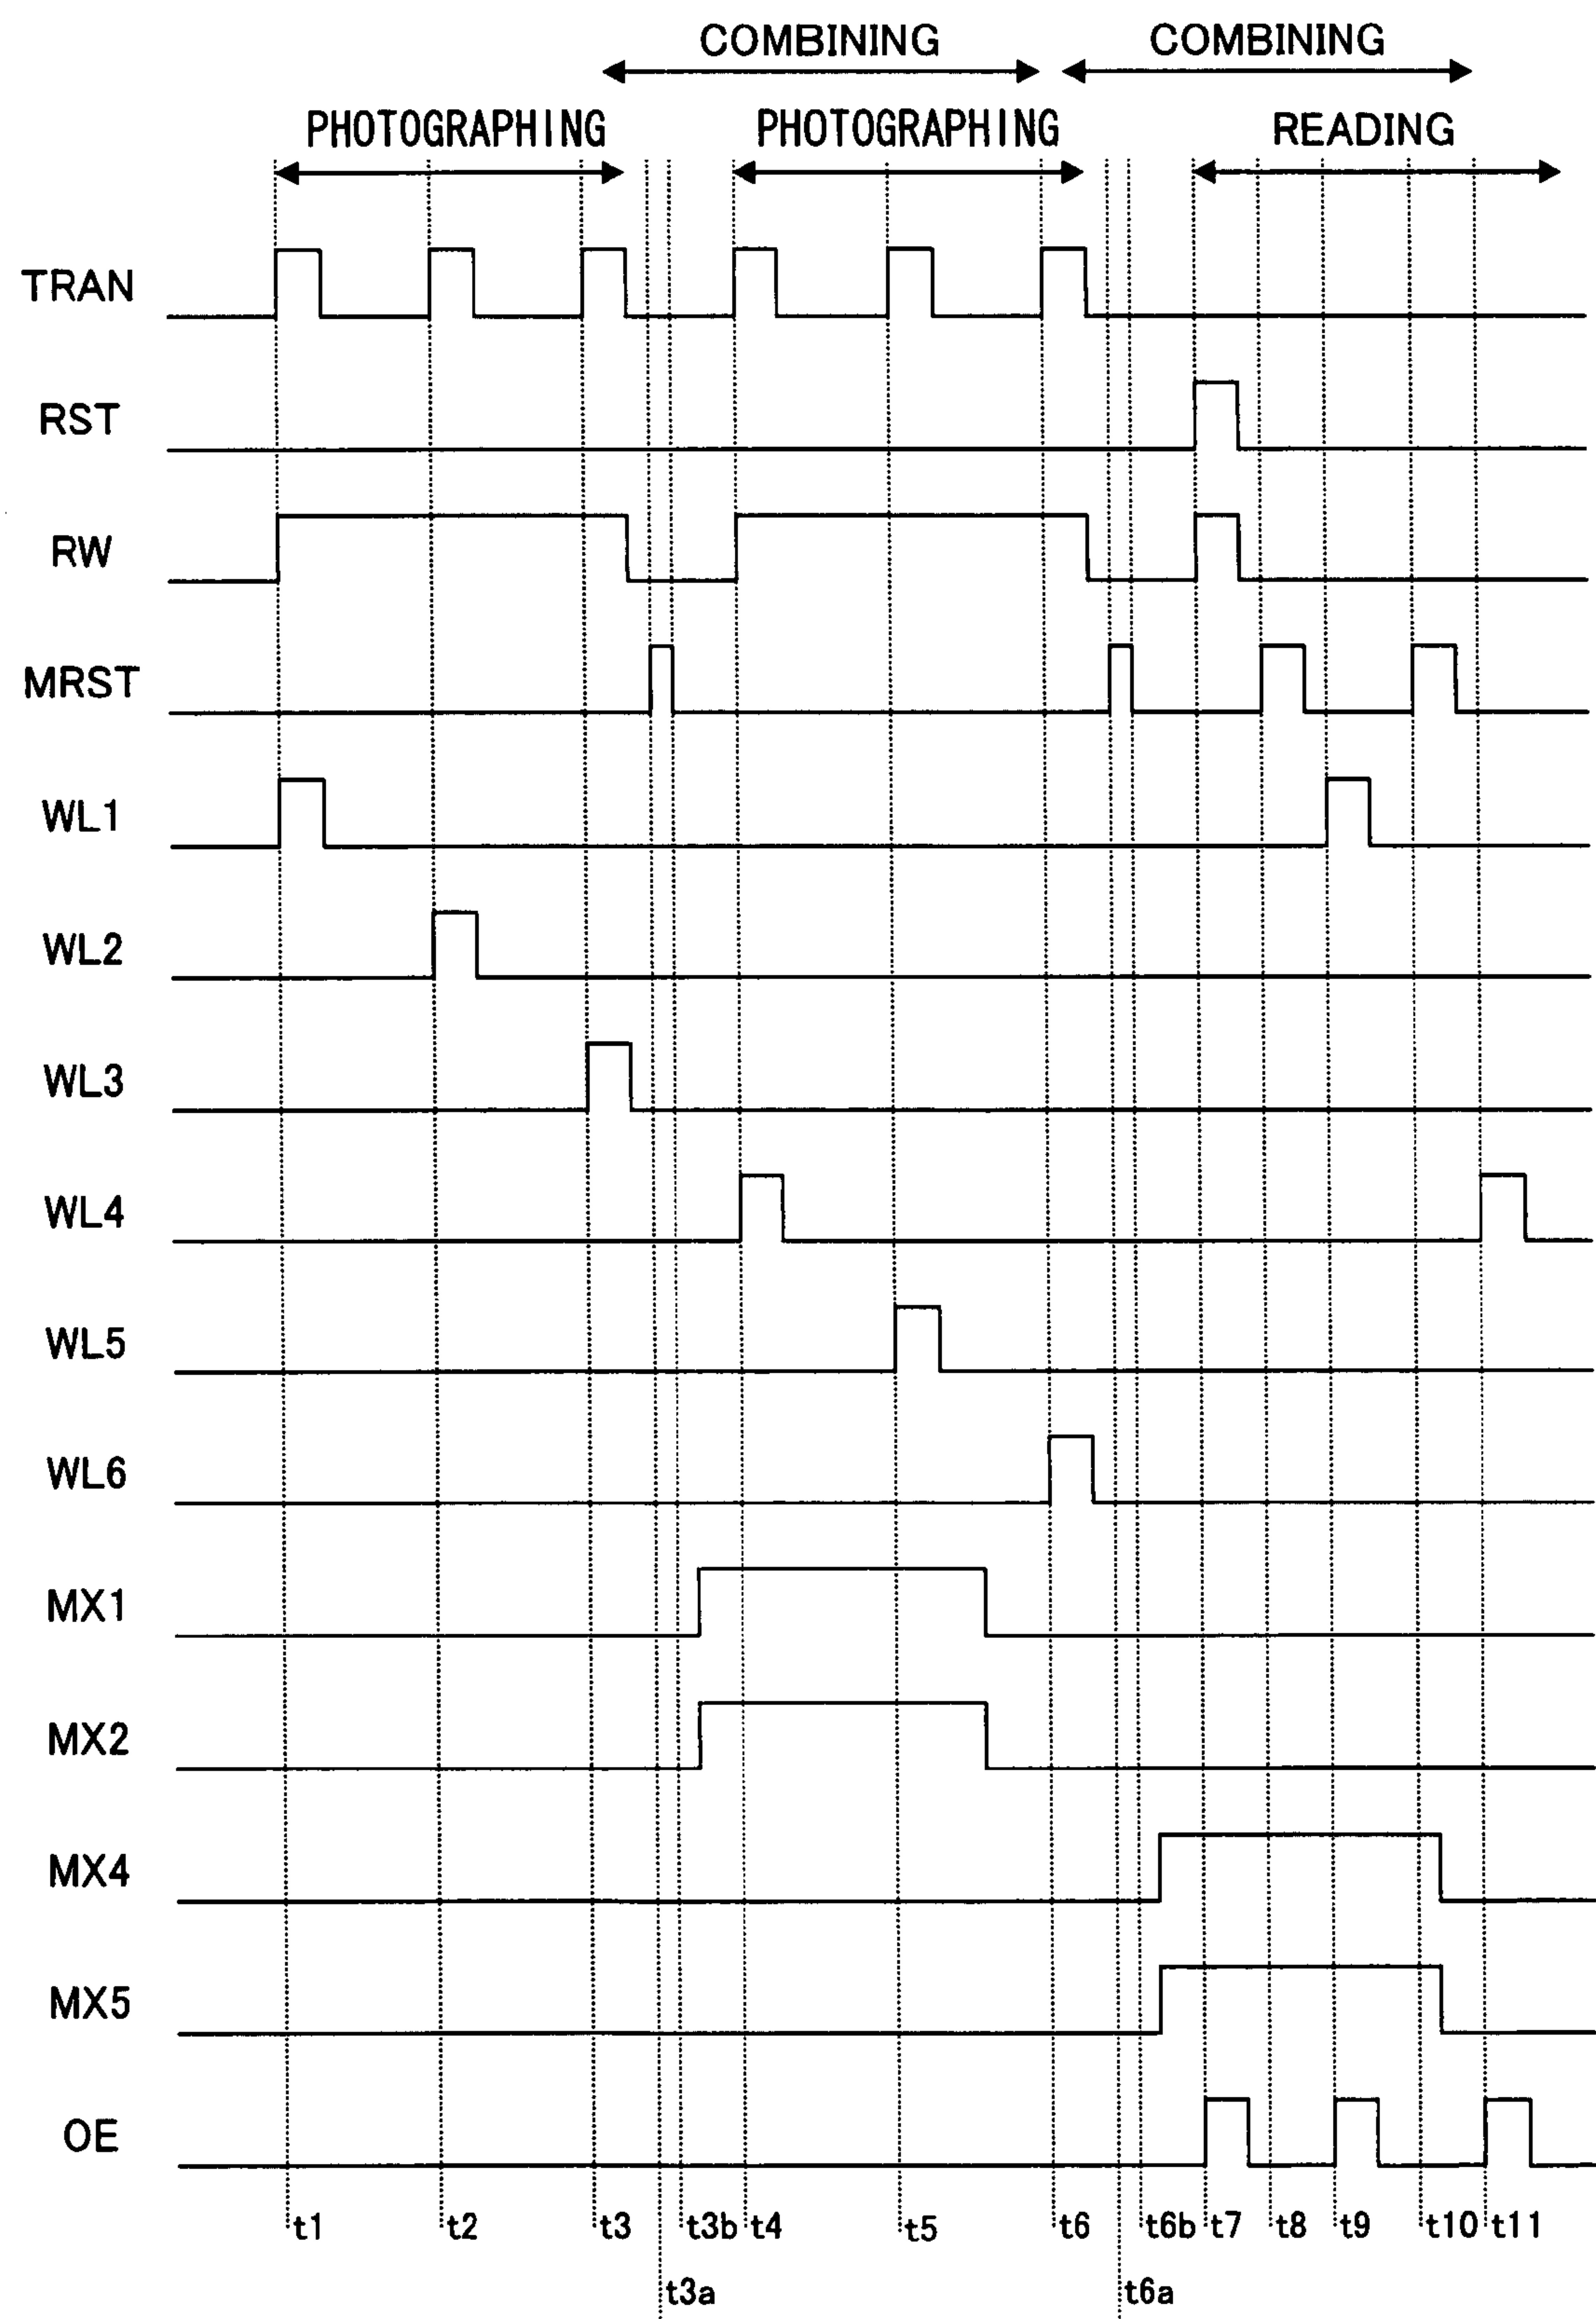 COMBINING COMBINING
PHOTOGRAPHING PHOTOGRAPHING READING
TRAN
RST
RW
MRST
WL1
WL2
WL3
WL4
WL5
WL6
MX1
MX2
MX4
MX5
OE
t1 t2 t3 t3b t4 t5 t6 t6b t7 t8 t9 t10 t11
t3a t6a